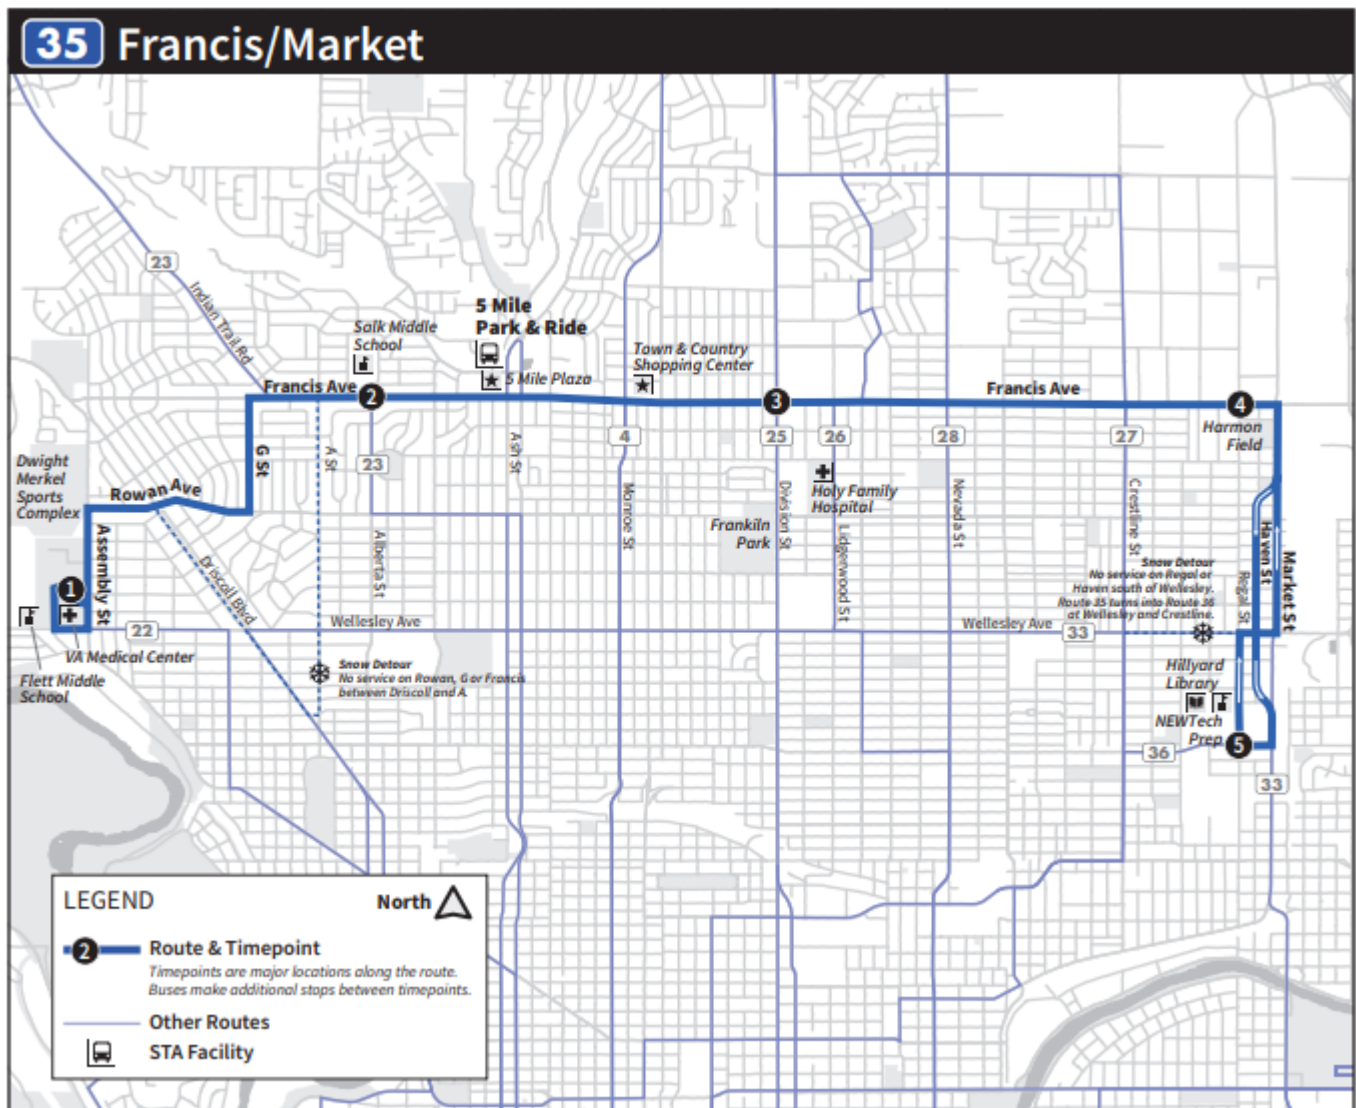 35 Francis/Market
23
Indian Trail Rd
5 Mile
Park & Ride
Salk Middle
School
Town & Country
Shopping Center
5 Mile Plaza
Francis Ave
2
3
Francis Ave
4
Harmon
Field
4
25
26
28
27
23
G St
A St
Ash St
Dwight
Merkel
Sports
Complex
Rowan Ave
Holy Family
Hospital
Monroe St
Division St
Lidgerwood St
Nevada St
Crestline St
Frankiln
Park
Assembly St
Driscoll Blvd
Alberta St
Haven St
Market St
Regal St
Snow Detour
No service on Regal or
Haven south of Wellesley.
Route 35 turns into Route 36
at Wellesley and Crestline.
1
22
Wellesley Ave
Wellesley Ave
33
VA Medical Center
Flett Middle
School
Snow Detour
No service on Rowan, G or Francis
between Driscoll and A.
Hillyard
Library
NEWTech
Prep
5
36
33
LEGEND
North
2
Route & Timepoint
Timepoints are major locations along the route.
Buses make additional stops between timepoints.
Other Routes
STA Facility